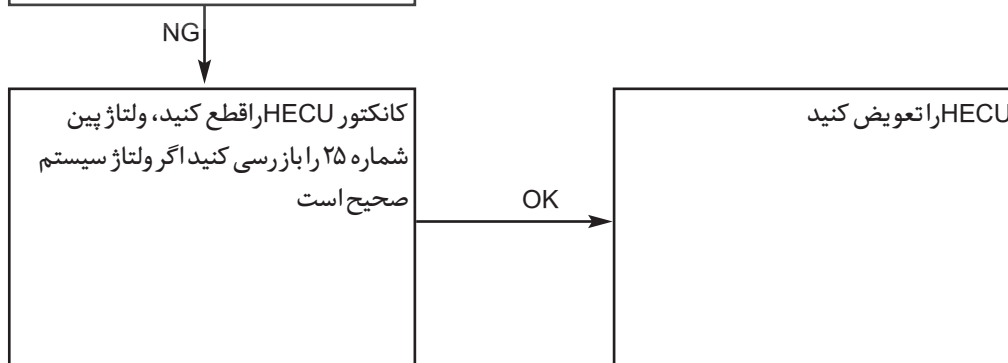 NG
کانکتور HECU راقطع کنید، ولتاژ پین
شماره ۲۵ را بازرسی کنید اگر ولتاژ سیستم
صحیح است
OK
HECU را تعویض کنید